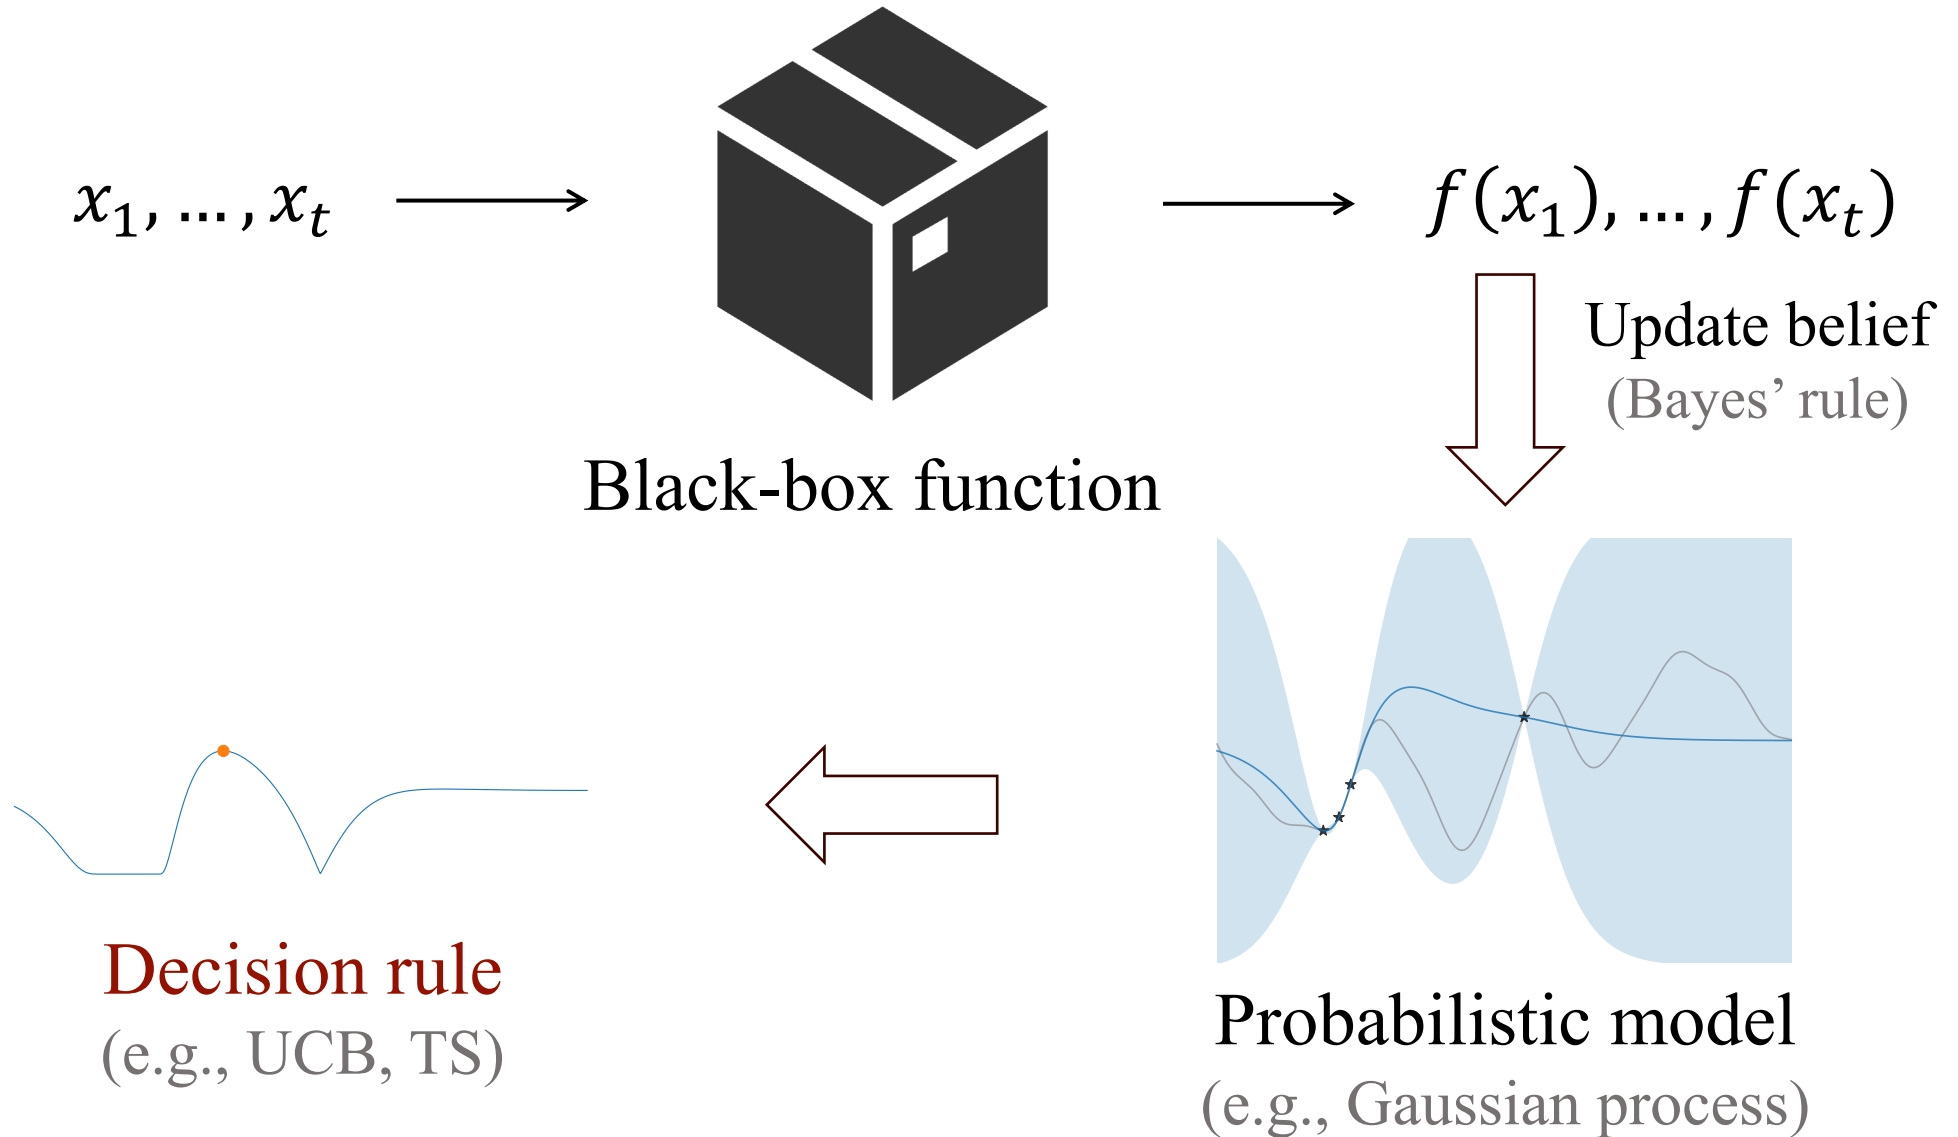 x₁, … , xₜ
f(x₁), … , f(xₜ)
Update belief
(Bayes’ rule)
Black-box function
Decision rule
(e.g., UCB, TS)
Probabilistic model
(e.g., Gaussian process)